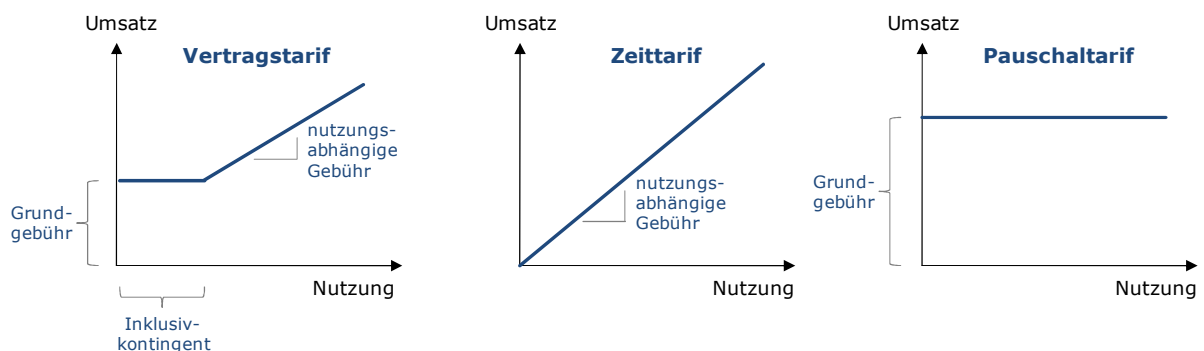 Umsatz
Vertragstarif
nutzungs-
abhängige
Gebühr
Grund-
gebühr
Nutzung
Inklusiv-
kontingent
Umsatz
Zeittarif
nutzungs-
abhängige
Gebühr
Nutzung
Umsatz
Pauschaltarif
Grund-
gebühr
Nutzung